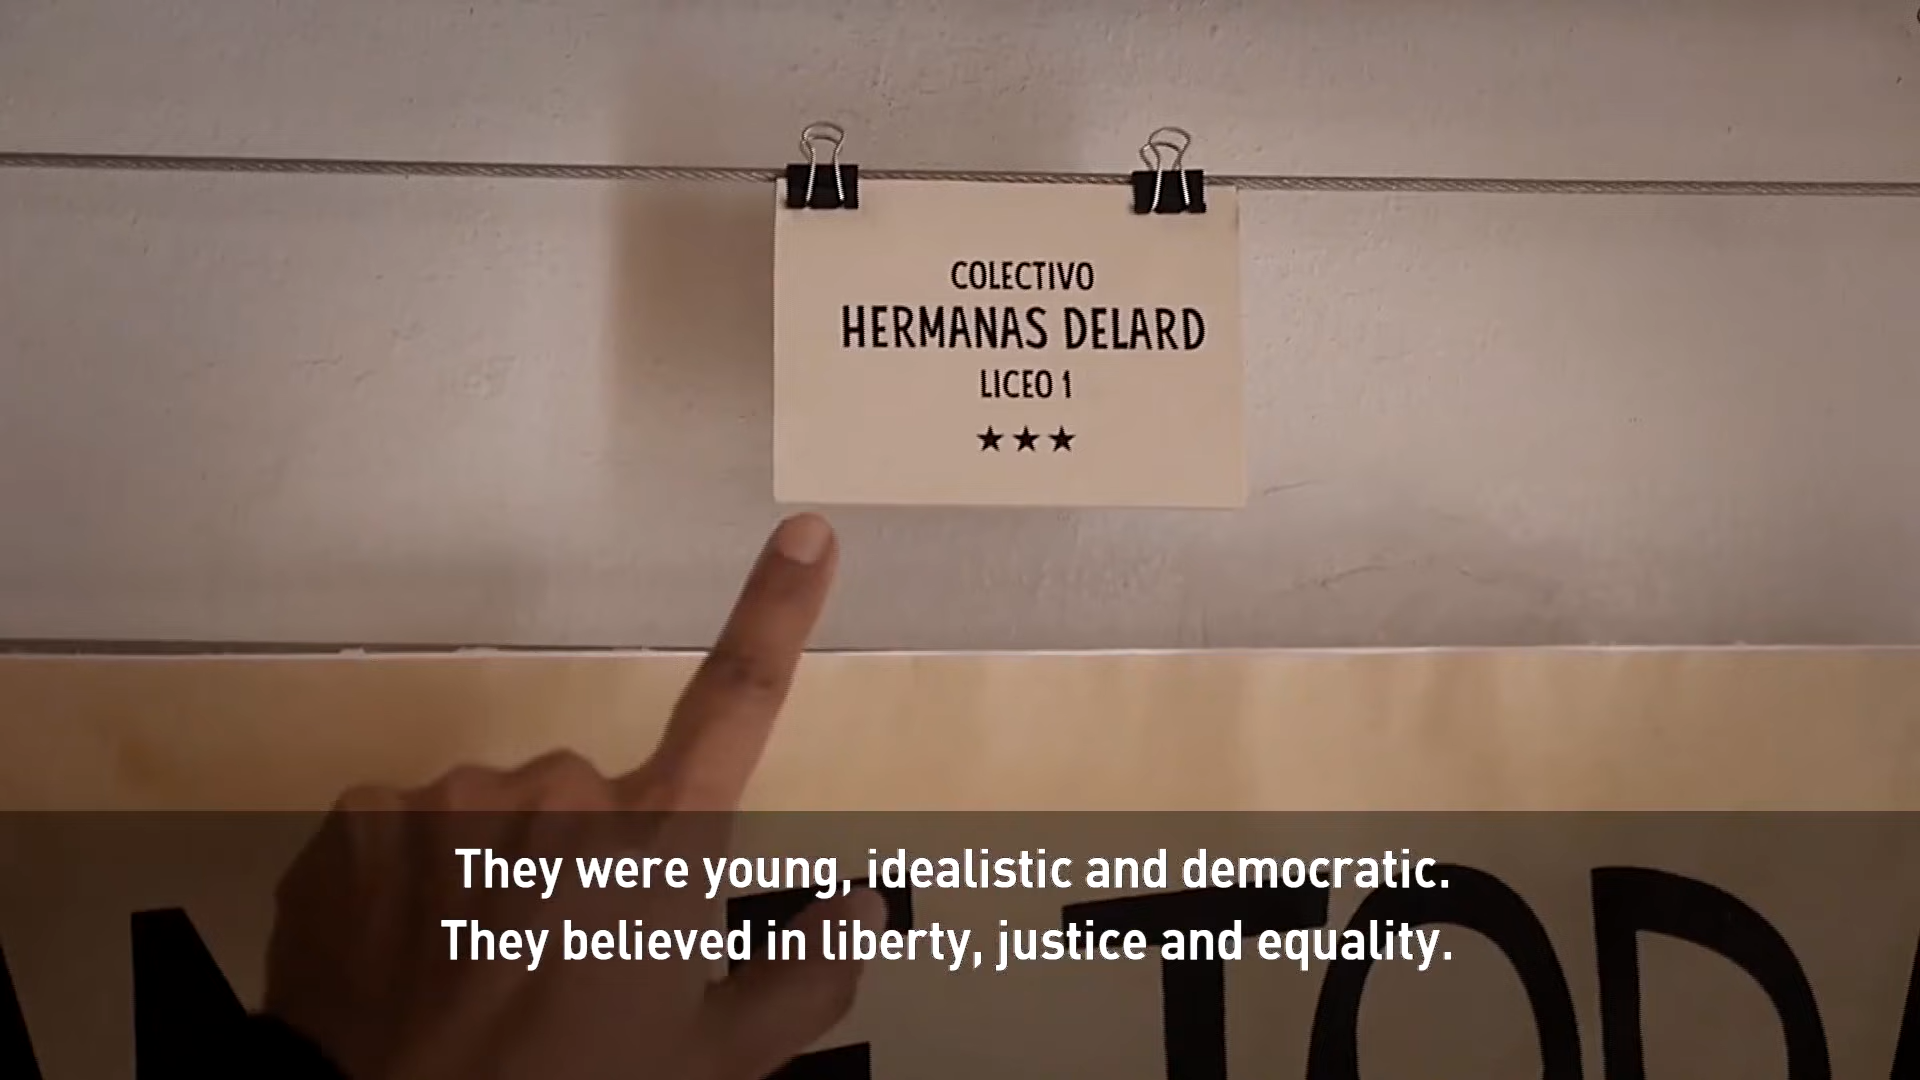 COLECTIVO
HERMANAS DELARD
LICEO 1
★★★
They were young, idealistic and democratic.
They believed in liberty, justice and equality.